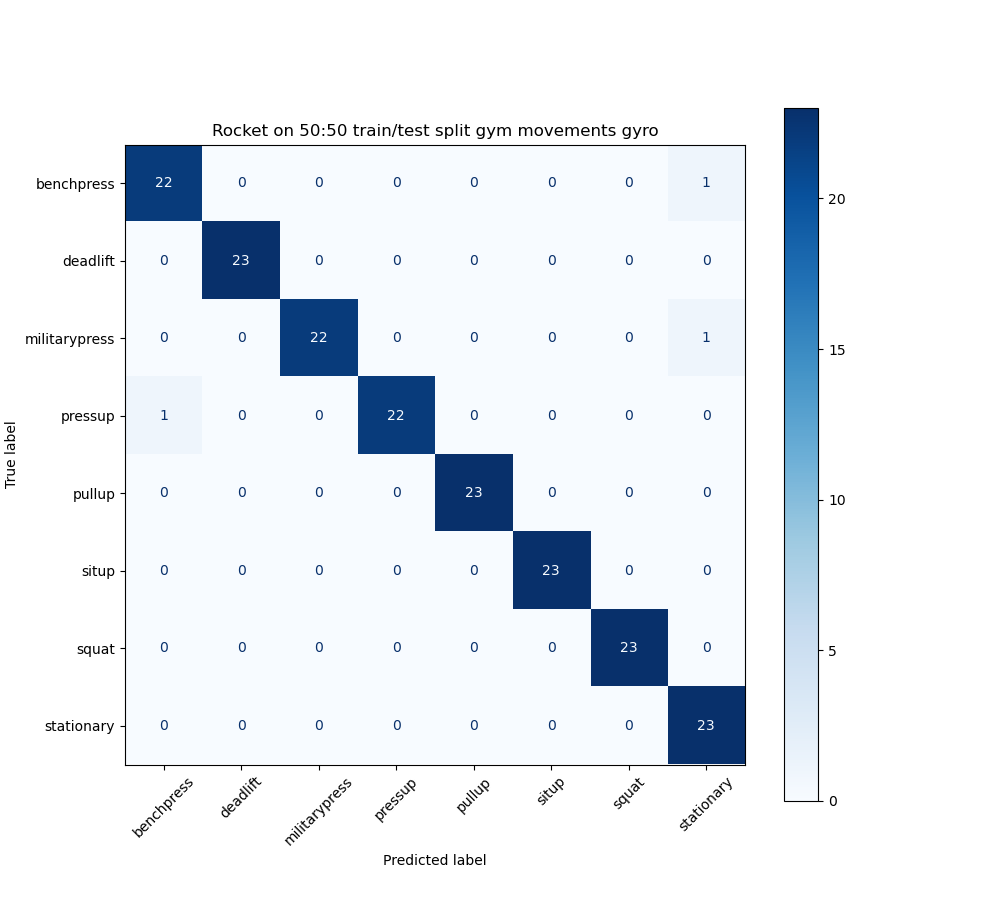 Rocket on 50:50 train/test split gym movements gyro
benchpress 22 0 0 0 0 0 0 1
deadlift 0 23 0 0 0 0 0 0
militarypress 0 0 22 0 0 0 0 1
pressup 1 0 0 22 0 0 0 0
pullup 0 0 0 0 23 0 0 0
situp 0 0 0 0 0 23 0 0
squat 0 0 0 0 0 0 23 0
stationary 0 0 0 0 0 0 0 23
True label
benchpress deadlift militarypress pressup pullup situp squat stationary
Predicted label
20
15
10
5
0